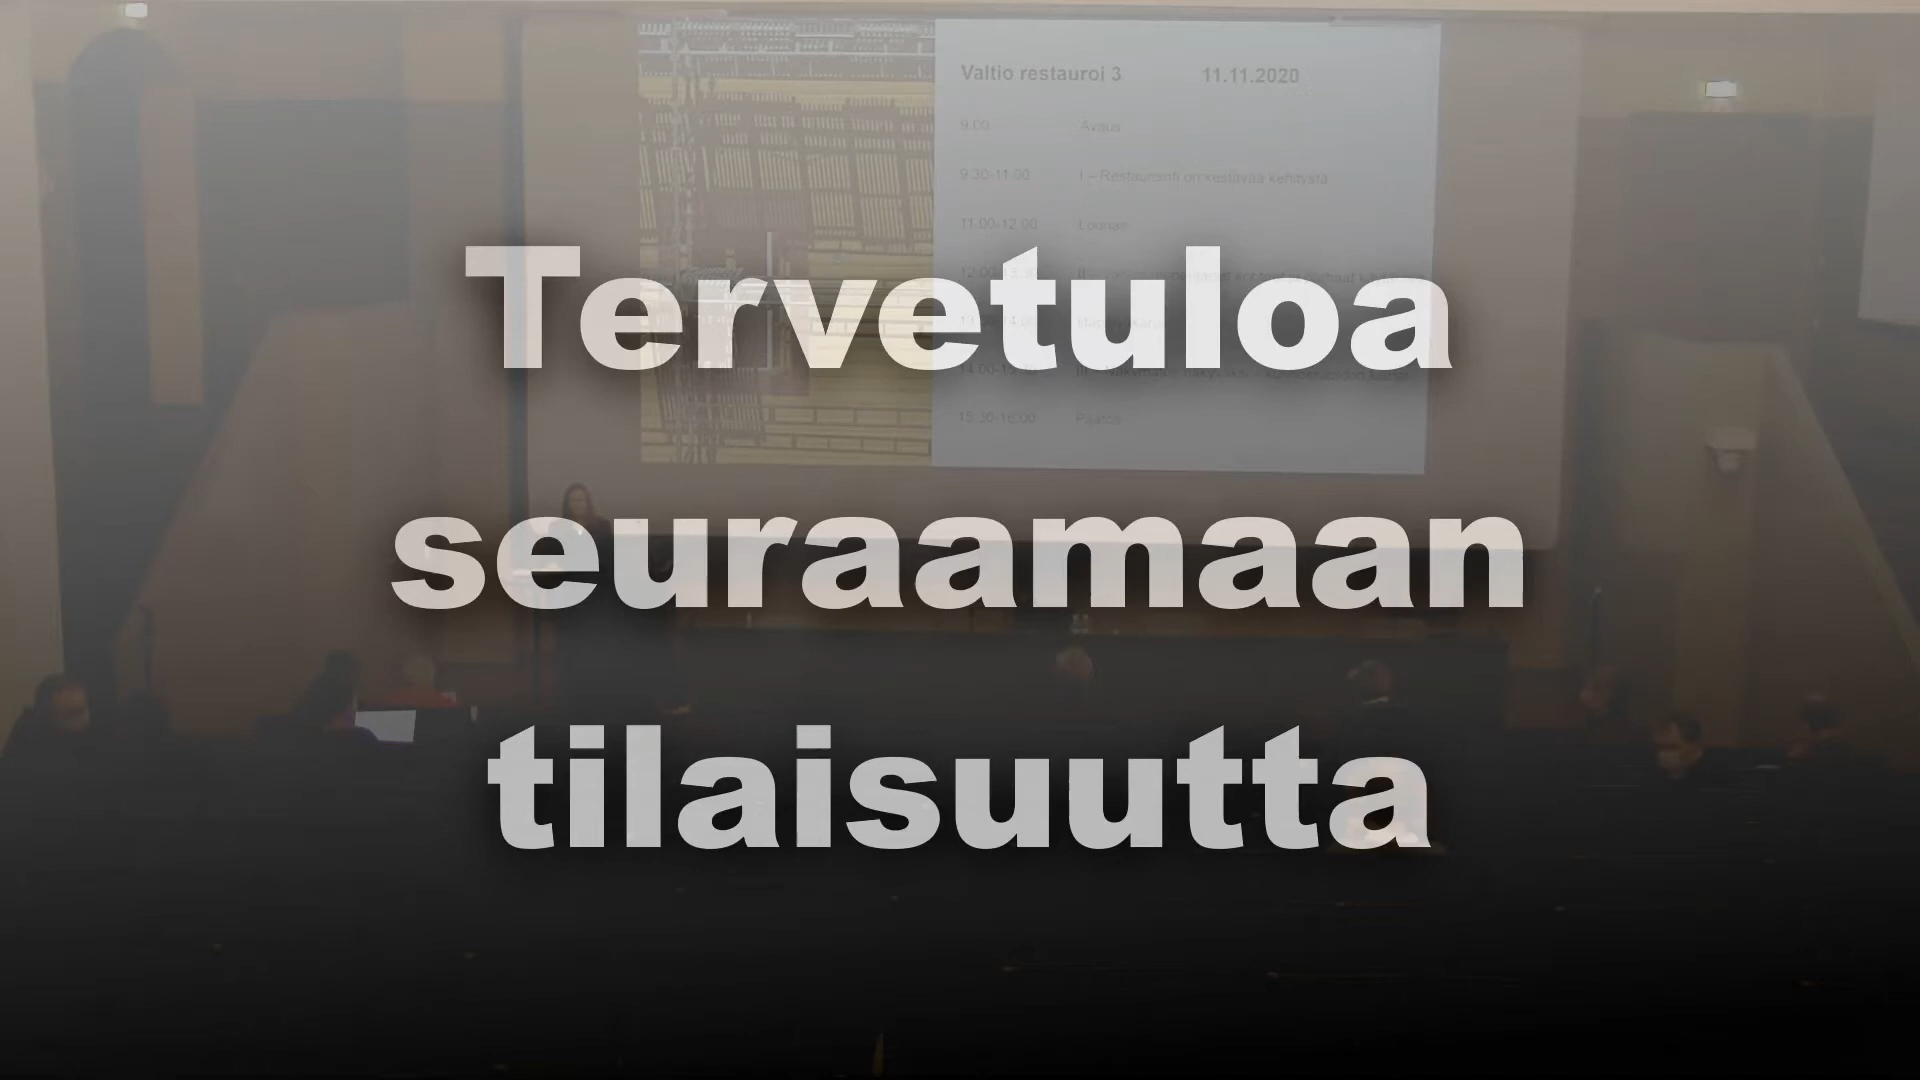 Valtio restauroi 3 11.11.2020
9.00 Avaus
9.30-11.00 I – Restaurointi on kestävää kehitystä
11.00-12.00 Lounas
Tervetuloa
15.30-16.00 Päätös
seuraamaan
tilaisuutta